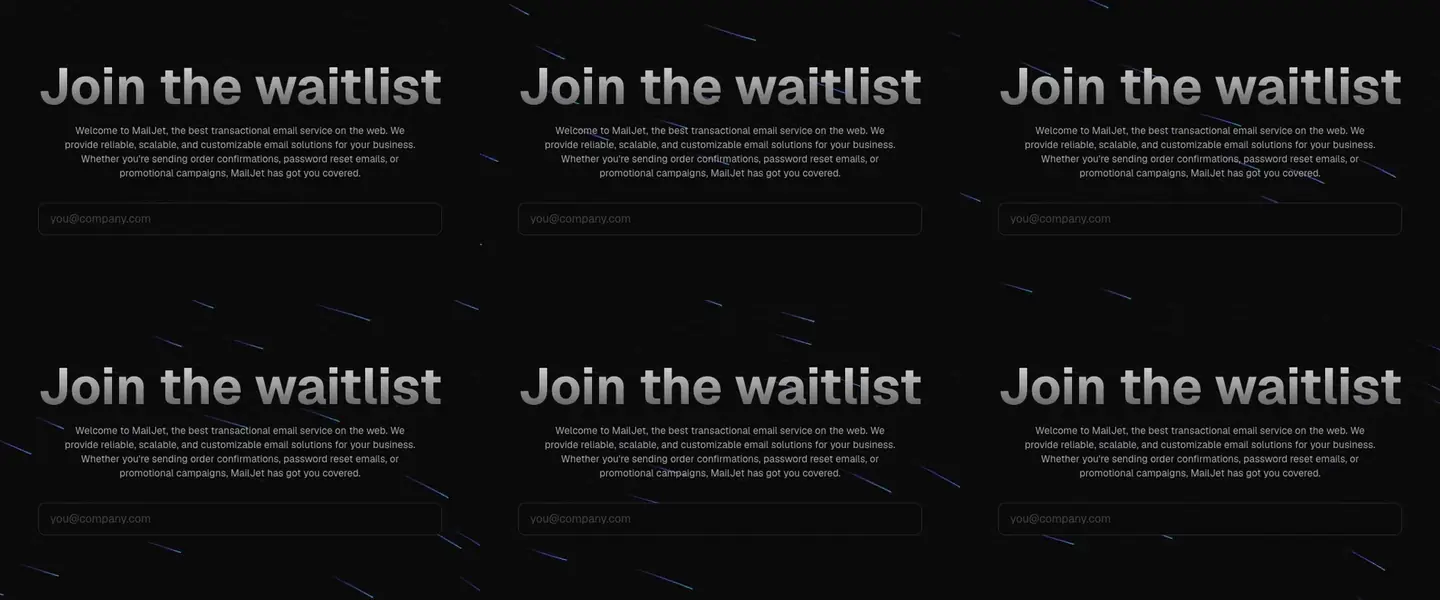 Join the waitlist
Welcome to MailJet, the best transactional email service on the web. We
provide reliable, scalable, and customizable email solutions for your business.
Whether you're sending order confirmations, password reset emails, or
promotional campaigns, MailJet has got you covered.
you@company.com
Join the waitlist
Welcome to MailJet, the best transactional email service on the web. We
provide reliable, scalable, and customizable email solutions for your business.
Whether you're sending order confirmations, password reset emails, or
promotional campaigns, MailJet has got you covered.
you@company.com
Join the waitlist
Welcome to MailJet, the best transactional email service on the web. We
provide reliable, scalable, and customizable email solutions for your business.
Whether you're sending order confirmations, password reset emails, or
promotional campaigns, MailJet has got you covered.
you@company.com
Join the waitlist
Welcome to MailJet, the best transactional email service on the web. We
provide reliable, scalable, and customizable email solutions for your business.
Whether you're sending order confirmations, password reset emails, or
promotional campaigns, MailJet has got you covered.
you@company.com
Join the waitlist
Welcome to MailJet, the best transactional email service on the web. We
provide reliable, scalable, and customizable email solutions for your business.
Whether you're sending order confirmations, password reset emails, or
promotional campaigns, MailJet has got you covered.
you@company.com
Join the waitlist
Welcome to MailJet, the best transactional email service on the web. We
provide reliable, scalable, and customizable email solutions for your business.
Whether you're sending order confirmations, password reset emails, or
promotional campaigns, MailJet has got you covered.
you@company.com